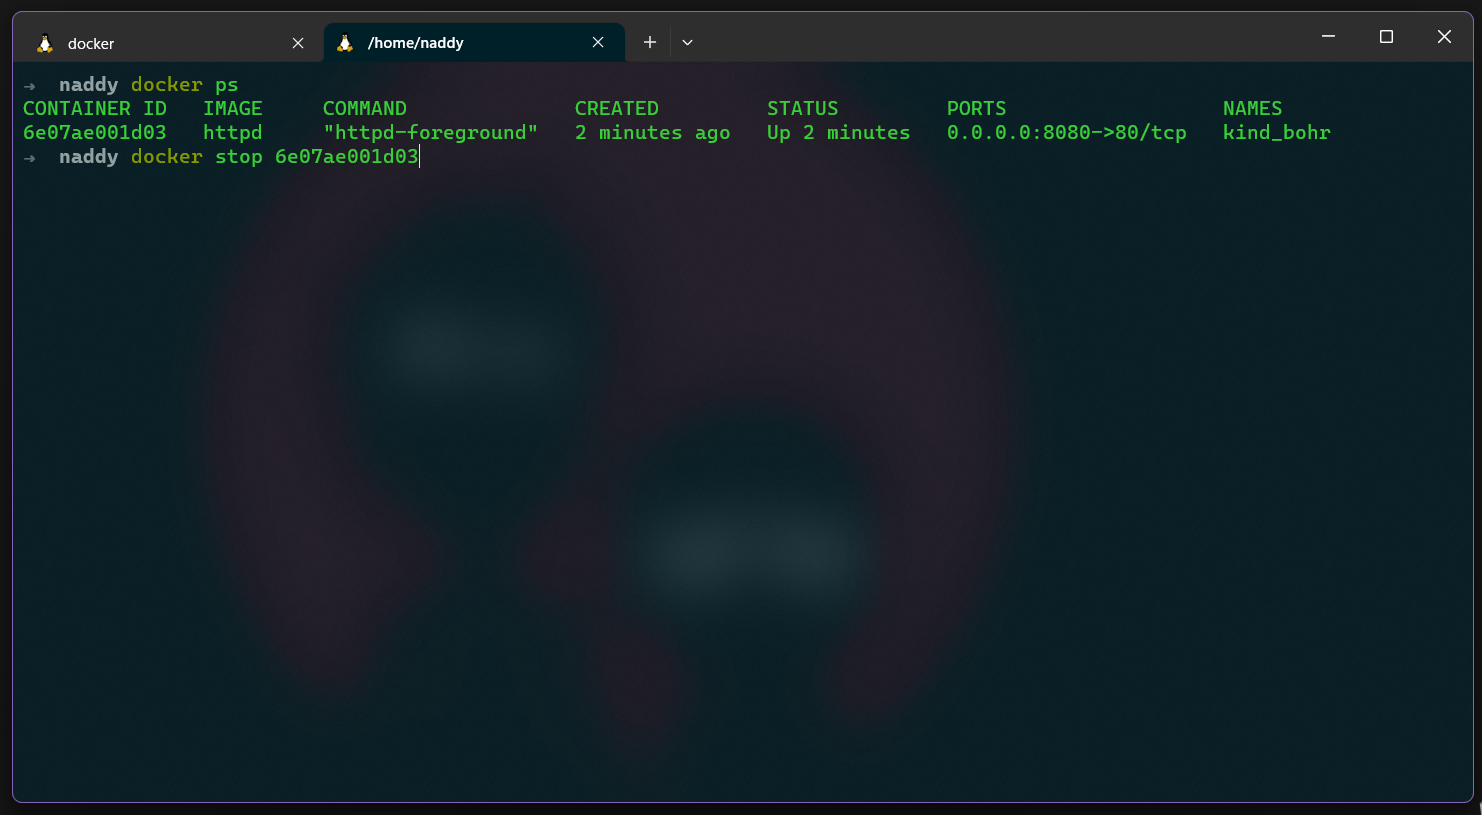 docker
/home/naddy
→ naddy docker ps
CONTAINER ID IMAGE COMMAND CREATED STATUS PORTS NAMES
6e07ae001d03 httpd "httpd-foreground" 2 minutes ago Up 2 minutes 0.0.0.0:8080->80/tcp kind_bohr
→ naddy docker stop 6e07ae001d03